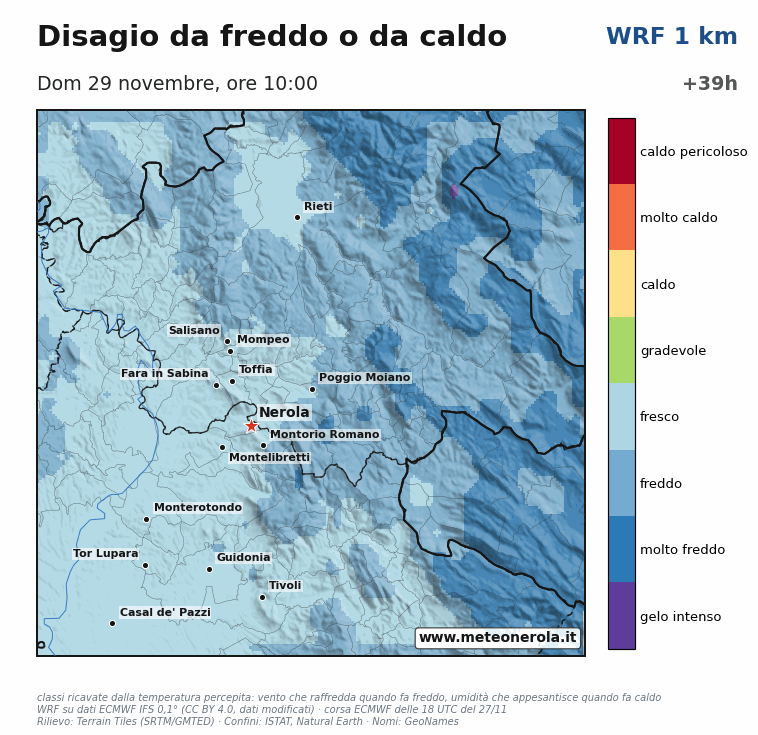 Disagio da freddo o da caldo
WRF 1 km
Dom 29 novembre, ore 10:00
+39h
caldo pericoloso
molto caldo
caldo
gradevole
fresco
freddo
molto freddo
gelo intenso
Rieti
Salisano
Mompeo
Toffia
Fara in Sabina
Poggio Moiano
Nerola
Montorio Romano
Montelibretti
Monterotondo
Tor Lupara
Guidonia
Tivoli
Casal de' Pazzi
www.meteonerola.it
classi ricavate dalla temperatura percepita: vento che raffredda quando fa freddo, umidità che appesantisce quando fa caldo
WRF su dati ECMWF IFS 0,1° (CC BY 4.0, dati modificati) · corsa ECMWF delle 18 UTC del 27/11
Rilievo: Terrain Tiles (SRTM/GMTED) · Confini: ISTAT, Natural Earth · Nomi: GeoNames